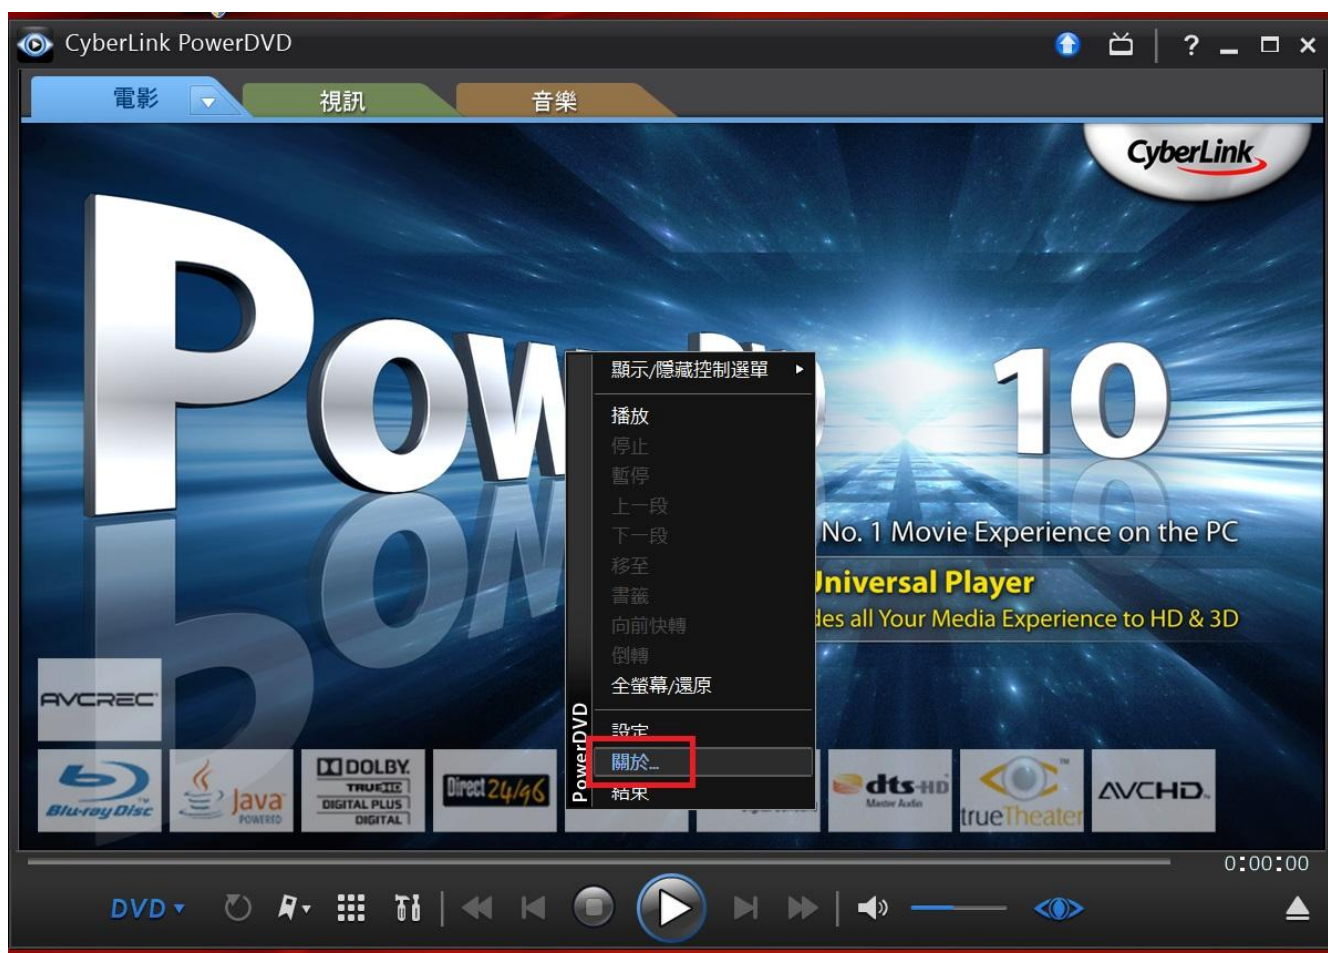 CyberLink PowerDVD
?
電影
視訊
音樂
CyberLink
10
顯示/隱藏控制選單
播放
停止
暫停
上一段
下一段
移至
書籤
向前快轉
倒轉
全螢幕/還原
設定
關於...
結束
PowerDVD
No. 1 Movie Experience on the PC
Universal Player
all Your Media Experience to HD & 3D
AVCREC
Blu-ray Disc
Java POWERED
DOLBY
TRUEHD
DIGITAL PLUS
DIGITAL
Direct 24/96
dts-HD
Master Audio
trueTheater
AVCHD
0:00:00
DVD